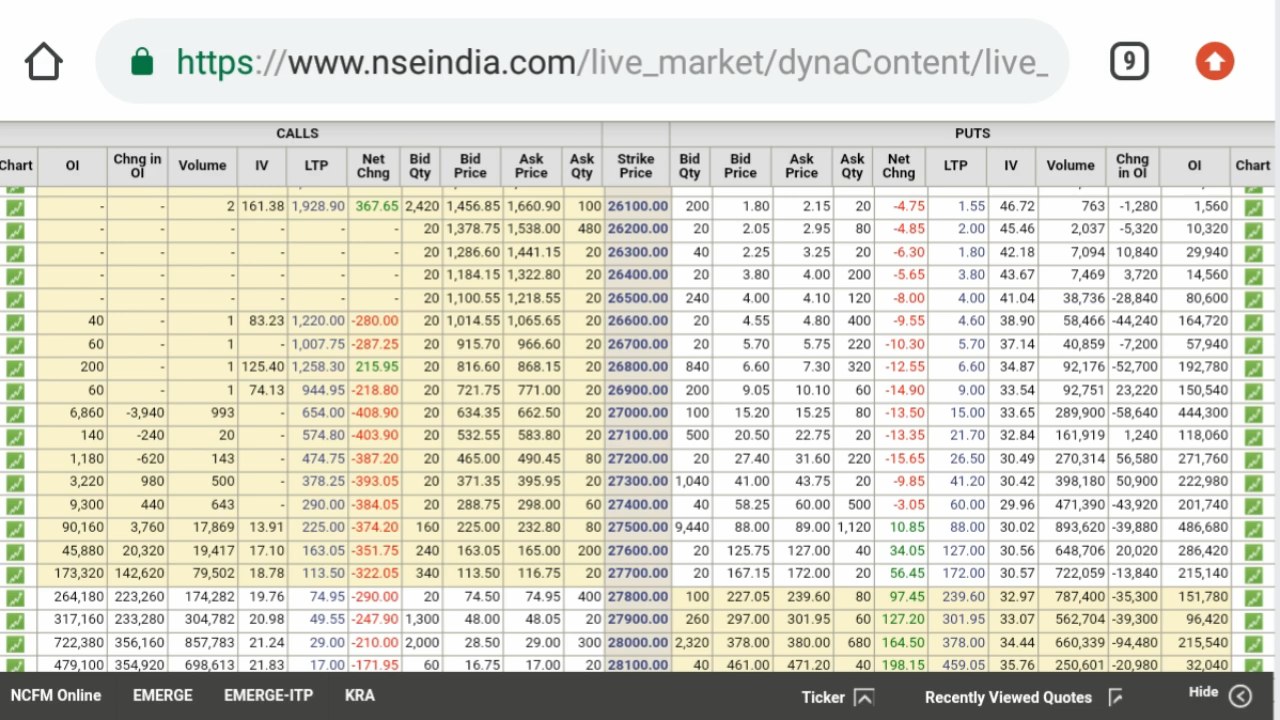 9
https://www.nseindia.com/live_market/dynaContent/live_
CALLS PUTS
Chart OI Chng in OI Volume IV LTP Net Chng Bid Qty Bid Price Ask Price Ask Qty Strike Price Bid Qty Bid Price Ask Price Ask Qty Net Chng LTP IV Volume Chng in OI OI Chart
- - 2 161.38 1,928.90 367.65 2,420 1,456.85 1,660.90 100 26100.00 200 1.80 2.15 20 -4.75 1.55 46.72 763 -1,280 1,560
- - - - - - 20 1,378.75 1,538.00 480 26200.00 20 2.05 2.95 80 -4.85 2.00 45.46 2,037 -5,320 10,320
- - - - - - 20 1,286.60 1,441.15 20 26300.00 40 2.25 3.25 20 -6.30 1.80 42.18 7,094 10,840 29,940
- - - - - - 20 1,184.15 1,322.80 20 26400.00 20 3.80 4.00 200 -5.65 3.80 43.67 7,469 3,720 14,560
- - - - - - 20 1,100.55 1,218.55 20 26500.00 240 4.00 4.10 120 -8.00 4.00 41.04 38,736 -28,840 80,600
40 - 1 83.23 1,220.00 -280.00 20 1,014.55 1,065.65 20 26600.00 20 4.55 4.80 400 -9.55 4.60 38.90 58,466 -44,240 164,720
60 - 1 - 1,007.75 -287.25 20 915.70 966.60 20 26700.00 20 5.70 5.75 220 -10.30 5.70 37.14 40,859 -7,200 57,940
200 - 1 125.40 1,258.30 215.95 20 816.60 868.15 20 26800.00 840 6.60 7.30 320 -12.55 6.60 34.87 92,176 -52,700 192,780
60 - 1 74.13 944.95 -218.80 20 721.75 771.00 20 26900.00 200 9.05 10.10 60 -14.90 9.00 33.54 92,751 23,220 150,540
6,860 -3,940 993 - 654.00 -408.90 20 634.35 662.50 20 27000.00 100 15.20 15.25 80 -13.50 15.00 33.65 289,900 -58,640 444,300
140 -240 20 - 574.80 -403.90 20 532.55 583.80 20 27100.00 500 20.50 22.75 20 -13.35 21.70 32.84 161,919 1,240 118,060
1,180 -620 143 - 474.75 -387.20 20 465.00 490.45 80 27200.00 20 27.40 31.60 220 -15.65 26.50 30.49 270,314 56,580 271,760
3,220 980 500 - 378.25 -393.05 20 371.35 395.95 20 27300.00 1,040 41.00 43.75 20 -9.85 41.20 30.42 398,180 50,900 222,980
9,300 440 643 - 290.00 -384.05 20 288.75 298.00 60 27400.00 40 58.25 60.00 500 -3.05 60.00 29.96 471,390 -43,920 201,740
90,160 3,760 17,869 13.91 225.00 -374.20 160 225.00 232.80 80 27500.00 9,440 88.00 89.00 1,120 10.85 88.00 30.02 893,620 -39,880 486,680
45,880 20,320 19,417 17.10 163.05 -351.75 240 163.05 165.00 200 27600.00 20 125.75 127.00 40 34.05 127.00 30.56 648,706 20,020 286,420
173,320 142,620 79,502 18.78 113.50 -322.05 340 113.50 116.75 20 27700.00 20 167.15 172.00 20 56.45 172.00 30.57 722,059 -13,840 215,140
264,180 223,260 174,282 19.76 74.95 -290.00 20 74.50 74.95 400 27800.00 100 227.05 239.60 80 97.45 239.60 32.97 787,400 -35,300 151,780
317,160 233,280 304,782 20.98 49.55 -247.90 1,300 48.00 48.05 20 27900.00 260 297.00 301.95 60 127.20 301.95 33.07 562,704 -39,300 96,420
722,380 356,160 857,783 21.24 29.00 -210.00 2,000 28.50 29.00 300 28000.00 2,320 378.00 380.00 680 164.50 378.00 34.44 660,339 -94,480 215,540
479,100 354,920 698,613 21.83 17.00 -171.95 60 16.75 17.00 20 28100.00 40 461.00 471.20 40 198.15 459.05 35.76 250,601 -20,980 32,040
NCFM Online EMERGE EMERGE-ITP KRA Ticker Recently Viewed Quotes Hide